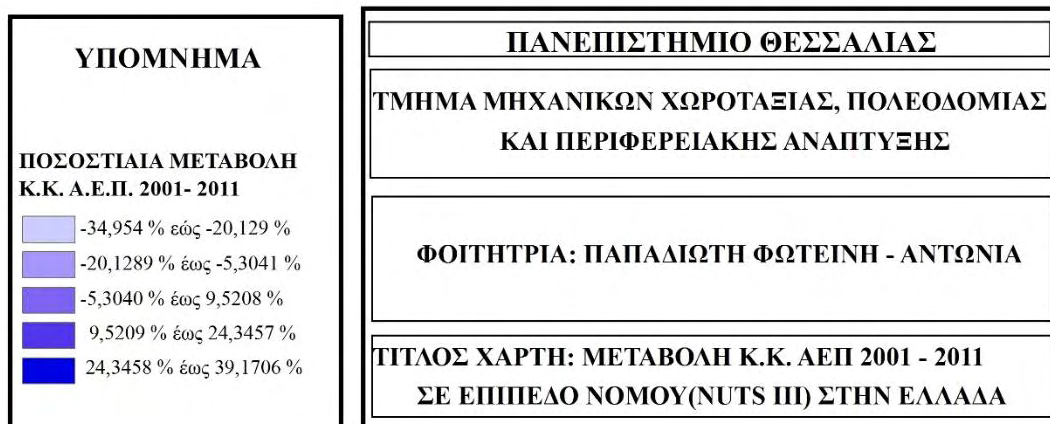 ΥΠΟΜΝΗΜΑ
ΠΟΣΟΣΤΙΑΙΑ ΜΕΤΑΒΟΛΗ
Κ.Κ. Α.Ε.Π. 2001- 2011
-34,954 % εώς -20,129 %
-20,1289 % έως -5,3041 %
-5,3040 % έως 9,5208 %
9,5209 % έως 24,3457 %
24,3458 % έως 39,1706 %
ΠΑΝΕΠΙΣΤΗΜΙΟ ΘΕΣΣΑΛΙΑΣ
ΤΜΗΜΑ ΜΗΧΑΝΙΚΩΝ ΧΩΡΟΤΑΞΙΑΣ, ΠΟΛΕΟΔΟΜΙΑΣ
ΚΑΙ ΠΕΡΙΦΕΡΕΙΑΚΗΣ ΑΝΑΠΤΥΞΗΣ
ΦΟΙΤΗΤΡΙΑ: ΠΑΠΑΔΙΩΤΗ ΦΩΤΕΙΝΗ - ΑΝΤΩΝΙΑ
ΤΙΤΛΟΣ ΧΑΡΤΗ: ΜΕΤΑΒΟΛΗ Κ.Κ. ΑΕΠ 2001 - 2011
ΣΕ ΕΠΙΠΕΔΟ ΝΟΜΟΥ(NUTS III) ΣΤΗΝ ΕΛΛΑΔΑ